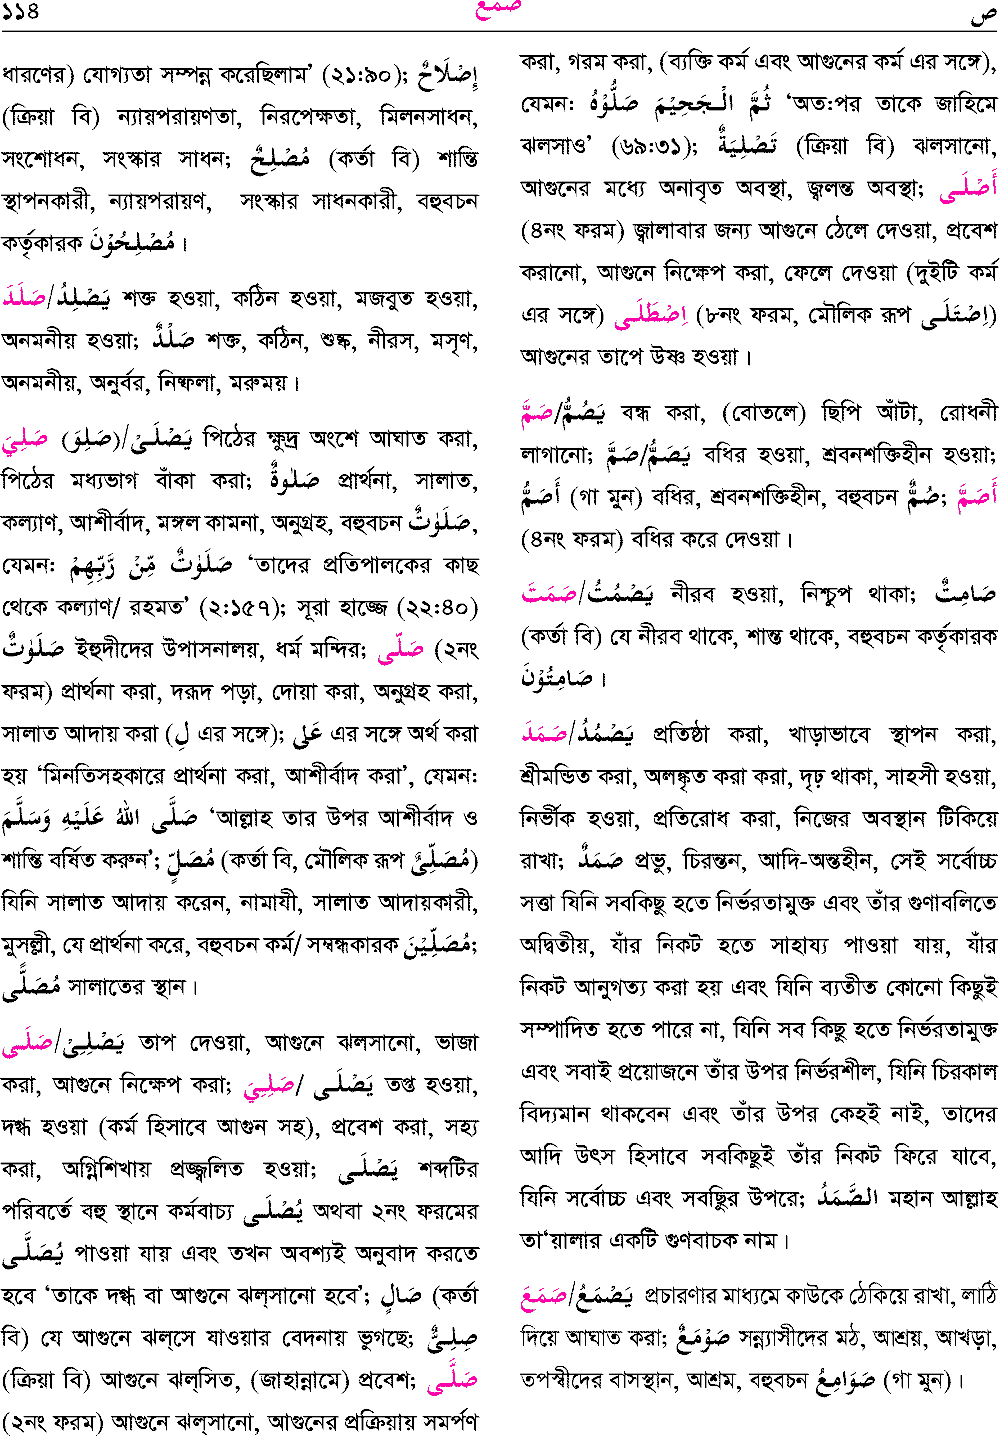 ১১৪ صمع ص
ধারণের) যোগ্যতা সম্পন্ন করেছিলাম’ (২১:৯০); إِصْلَاحٌ
(ক্রিয়া বি) ন্যায়পরায়ণতা, নিরপেক্ষতা, মিলনসাধন,
সংশোধন, সংস্কার সাধন; مُصْلِحٌ (কর্তা বি) শান্তি
স্থাপনকারী, ন্যায়পরায়ণ, সংস্কার সাধনকারী, বহুবচন
কর্তৃকারক مُصْلِحُوْنَ।
صَلَدَ/يَصْلِدُ শক্ত হওয়া, কঠিন হওয়া, মজবুত হওয়া,
অনমনীয় হওয়া; صَلْدٌ শক্ত, কঠিন, শুষ্ক, নীরস, মসৃণ,
অনমনীয়, অনুর্বর, নিষ্ফলা, মরুময়।
صَلِيَ (صَلِوَ)/يَصْلَىْ পিঠের ক্ষুদ্র অংশে আঘাত করা,
পিঠের মধ্যভাগ বাঁকা করা; صَلٰوةٌ প্রার্থনা, সালাত,
কল্যাণ, আশীর্বাদ, মঙ্গল কামনা, অনুগ্রহ, বহুবচন صَلَوٰتٌ,
যেমন: صَلَوٰتٌ مِّنْ رَّبِّهِمْ ‘তাদের প্রতিপালকের কাছ
থেকে কল্যাণ/ রহমত’ (২:১৫৭); সূরা হাজ্জে (২২:৪০)
صَلَوٰتٌ ইহুদীদের উপাসনালয়, ধর্ম মন্দির; صَلّٰى (২নং
ফরম) প্রার্থনা করা, দরূদ পড়া, দোয়া করা, অনুগ্রহ করা,
সালাত আদায় করা (لِ এর সঙ্গে); عَلٰى এর সঙ্গে অর্থ করা
হয় ‘মিনতিসহকারে প্রার্থনা করা, আশীর্বাদ করা’, যেমন:
صَلَّى اللهُ عَلَيْهِ وَسَلَّمَ ‘আল্লাহ তার উপর আশীর্বাদ ও
শান্তি বর্ষিত করুন’; مُصَلٍّ (কর্তা বি, মৌলিক রূপ مُصَلِّىٌ)
যিনি সালাত আদায় করেন, নামাযী, সালাত আদায়কারী,
মুসল্লী, যে প্রার্থনা করে, বহুবচন কর্ম/ সম্বন্ধকারক مُصَلِّيْنَ;
مُصَلًّى সালাতের স্থান।
صَلَى/يَصْلِىْ তাপ দেওয়া, আগুনে ঝলসানো, ভাজা
করা, আগুনে নিক্ষেপ করা; صَلِيَ/ يَصْلَى তপ্ত হওয়া,
দগ্ধ হওয়া (কর্ম হিসাবে আগুন সহ), প্রবেশ করা, সহ্য
করা, অগ্নিশিখায় প্রজ্জ্বলিত হওয়া; يَصْلَى শব্দটির
পরিবর্তে বহু স্থানে কর্মবাচ্য يُصْلَى অথবা ২নং ফরমের
يُصَلَّى পাওয়া যায় এবং তখন অবশ্যই অনুবাদ করতে
হবে ‘তাকে দগ্ধ বা আগুনে ঝল্সানো হবে’; صَالٍ (কর্তা
বি) যে আগুনে ঝল্সে যাওয়ার বেদনায় ভুগছে; صِلِىٌّ
(ক্রিয়া বি) আগুনে ঝল্সিত, (জাহান্নামে) প্রবেশ; صَلَّى
(২নং ফরম) আগুনে ঝল্সানো, আগুনের প্রক্রিয়ায় সমর্পণ
করা, গরম করা, (ব্যক্তি কর্ম এবং আগুনের কর্ম এর সঙ্গে),
যেমন: ثُمَّ الْجَحِيْمَ صَلُّوْهُ ‘অত:পর তাকে জাহিমে
ঝলসাও’ (৬৯:৩১); تَصْلِيَةٌ (ক্রিয়া বি) ঝলসানো,
আগুনের মধ্যে অনাবৃত অবস্থা, জ্বলন্ত অবস্থা; أَصْلَى
(৪নং ফরম) জ্বালাবার জন্য আগুনে ঠেলে দেওয়া, প্রবেশ
করানো, আগুনে নিক্ষেপ করা, ফেলে দেওয়া (দুইটি কর্ম
এর সঙ্গে) اِصْطَلَى (৮নং ফরম, মৌলিক রূপ اِصْتَلَى)
আগুনের তাপে উষ্ণ হওয়া।
صَمَّ/يَصُمُّ বন্ধ করা, (বোতলে) ছিপি আঁটা, রোধনী
লাগানো; صَمَّ/يَصَمُّ বধির হওয়া, শ্রবনশক্তিহীন হওয়া;
أَصَمُّ (গা মুন) বধির, শ্রবনশক্তিহীন, বহুবচন صُمٌّ; أَصَمَّ
(৪নং ফরম) বধির করে দেওয়া।
صَمَتَ/يَصْمُتُ নীরব হওয়া, নিশ্চুপ থাকা; صَامِتٌ
(কর্তা বি) যে নীরব থাকে, শান্ত থাকে, বহুবচন কর্তৃকারক
صَامِتُوْنَ।
صَمَدَ/يَصْمُدُ প্রতিষ্ঠা করা, খাড়াভাবে স্থাপন করা,
শ্রীমন্ডিত করা, অলঙ্কৃত করা করা, দৃঢ় থাকা, সাহসী হওয়া,
নির্ভীক হওয়া, প্রতিরোধ করা, নিজের অবস্থান টিকিয়ে
রাখা; صَمَدٌ প্রভু, চিরন্তন, আদি-অন্তহীন, সেই সর্বোচ্চ
সত্তা যিনি সবকিছু হতে নির্ভরতামুক্ত এবং তাঁর গুণাবলিতে
অদ্বিতীয়, যাঁর নিকট হতে সাহায্য পাওয়া যায়, যাঁর
নিকট আনুগত্য করা হয় এবং যিনি ব্যতীত কোনো কিছুই
সম্পাদিত হতে পারে না, যিনি সব কিছু হতে নির্ভরতামুক্ত
এবং সবাই প্রয়োজনে তাঁর উপর নির্ভরশীল, যিনি চিরকাল
বিদ্যমান থাকবেন এবং তাঁর উপর কেহই নাই, তাদের
আদি উৎস হিসাবে সবকিছুই তাঁর নিকট ফিরে যাবে,
যিনি সর্বোচ্চ এবং সবছিুর উপরে; الصَّمَدُ মহান আল্লাহ
তা‘য়ালার একটি গুণবাচক নাম।
صَمَعَ/يَصْمَعُ প্রচারণার মাধ্যমে কাউকে ঠেকিয়ে রাখা, লাঠি
দিয়ে আঘাত করা; صَوْمَعٌ সন্ন্যাসীদের মঠ, আশ্রয়, আখড়া,
তপস্বীদের বাসস্থান, আশ্রম, বহুবচন صَوَامِعُ (গা মুন)।